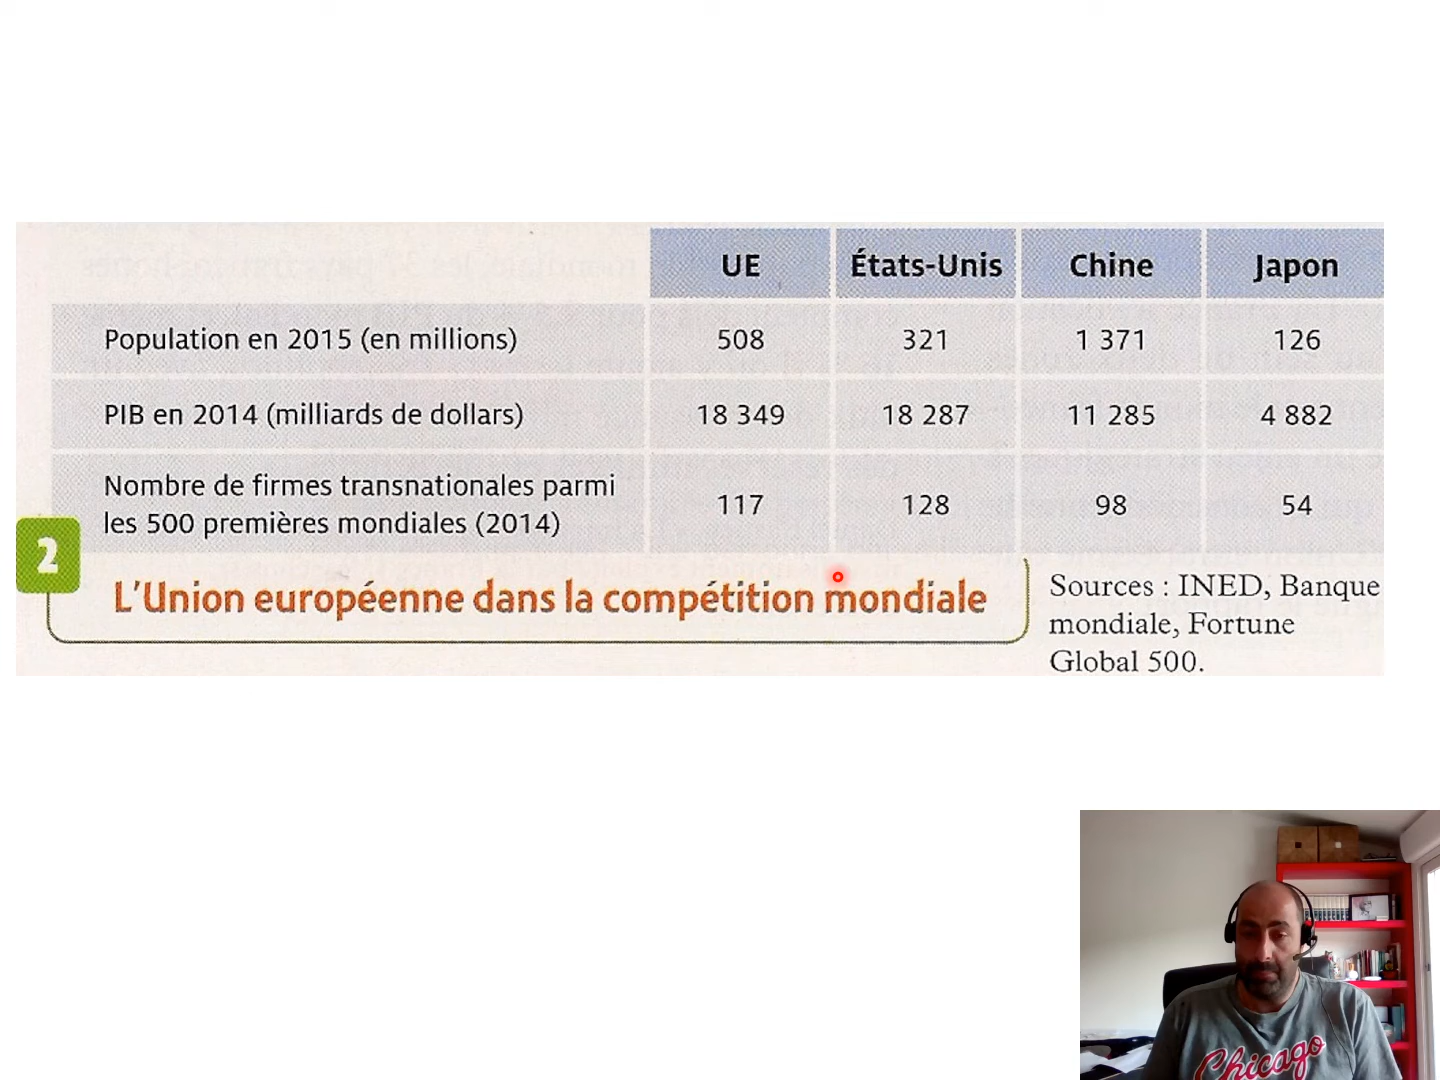 UE États-Unis Chine Japon
Population en 2015 (en millions) 508 321 1 371 126
PIB en 2014 (milliards de dollars) 18 349 18 287 11 285 4 882
Nombre de firmes transnationales parmi
les 500 premières mondiales (2014) 117 128 98 54
2
L'Union européenne dans la compétition mondiale
Sources : INED, Banque
mondiale, Fortune
Global 500.
Chicago